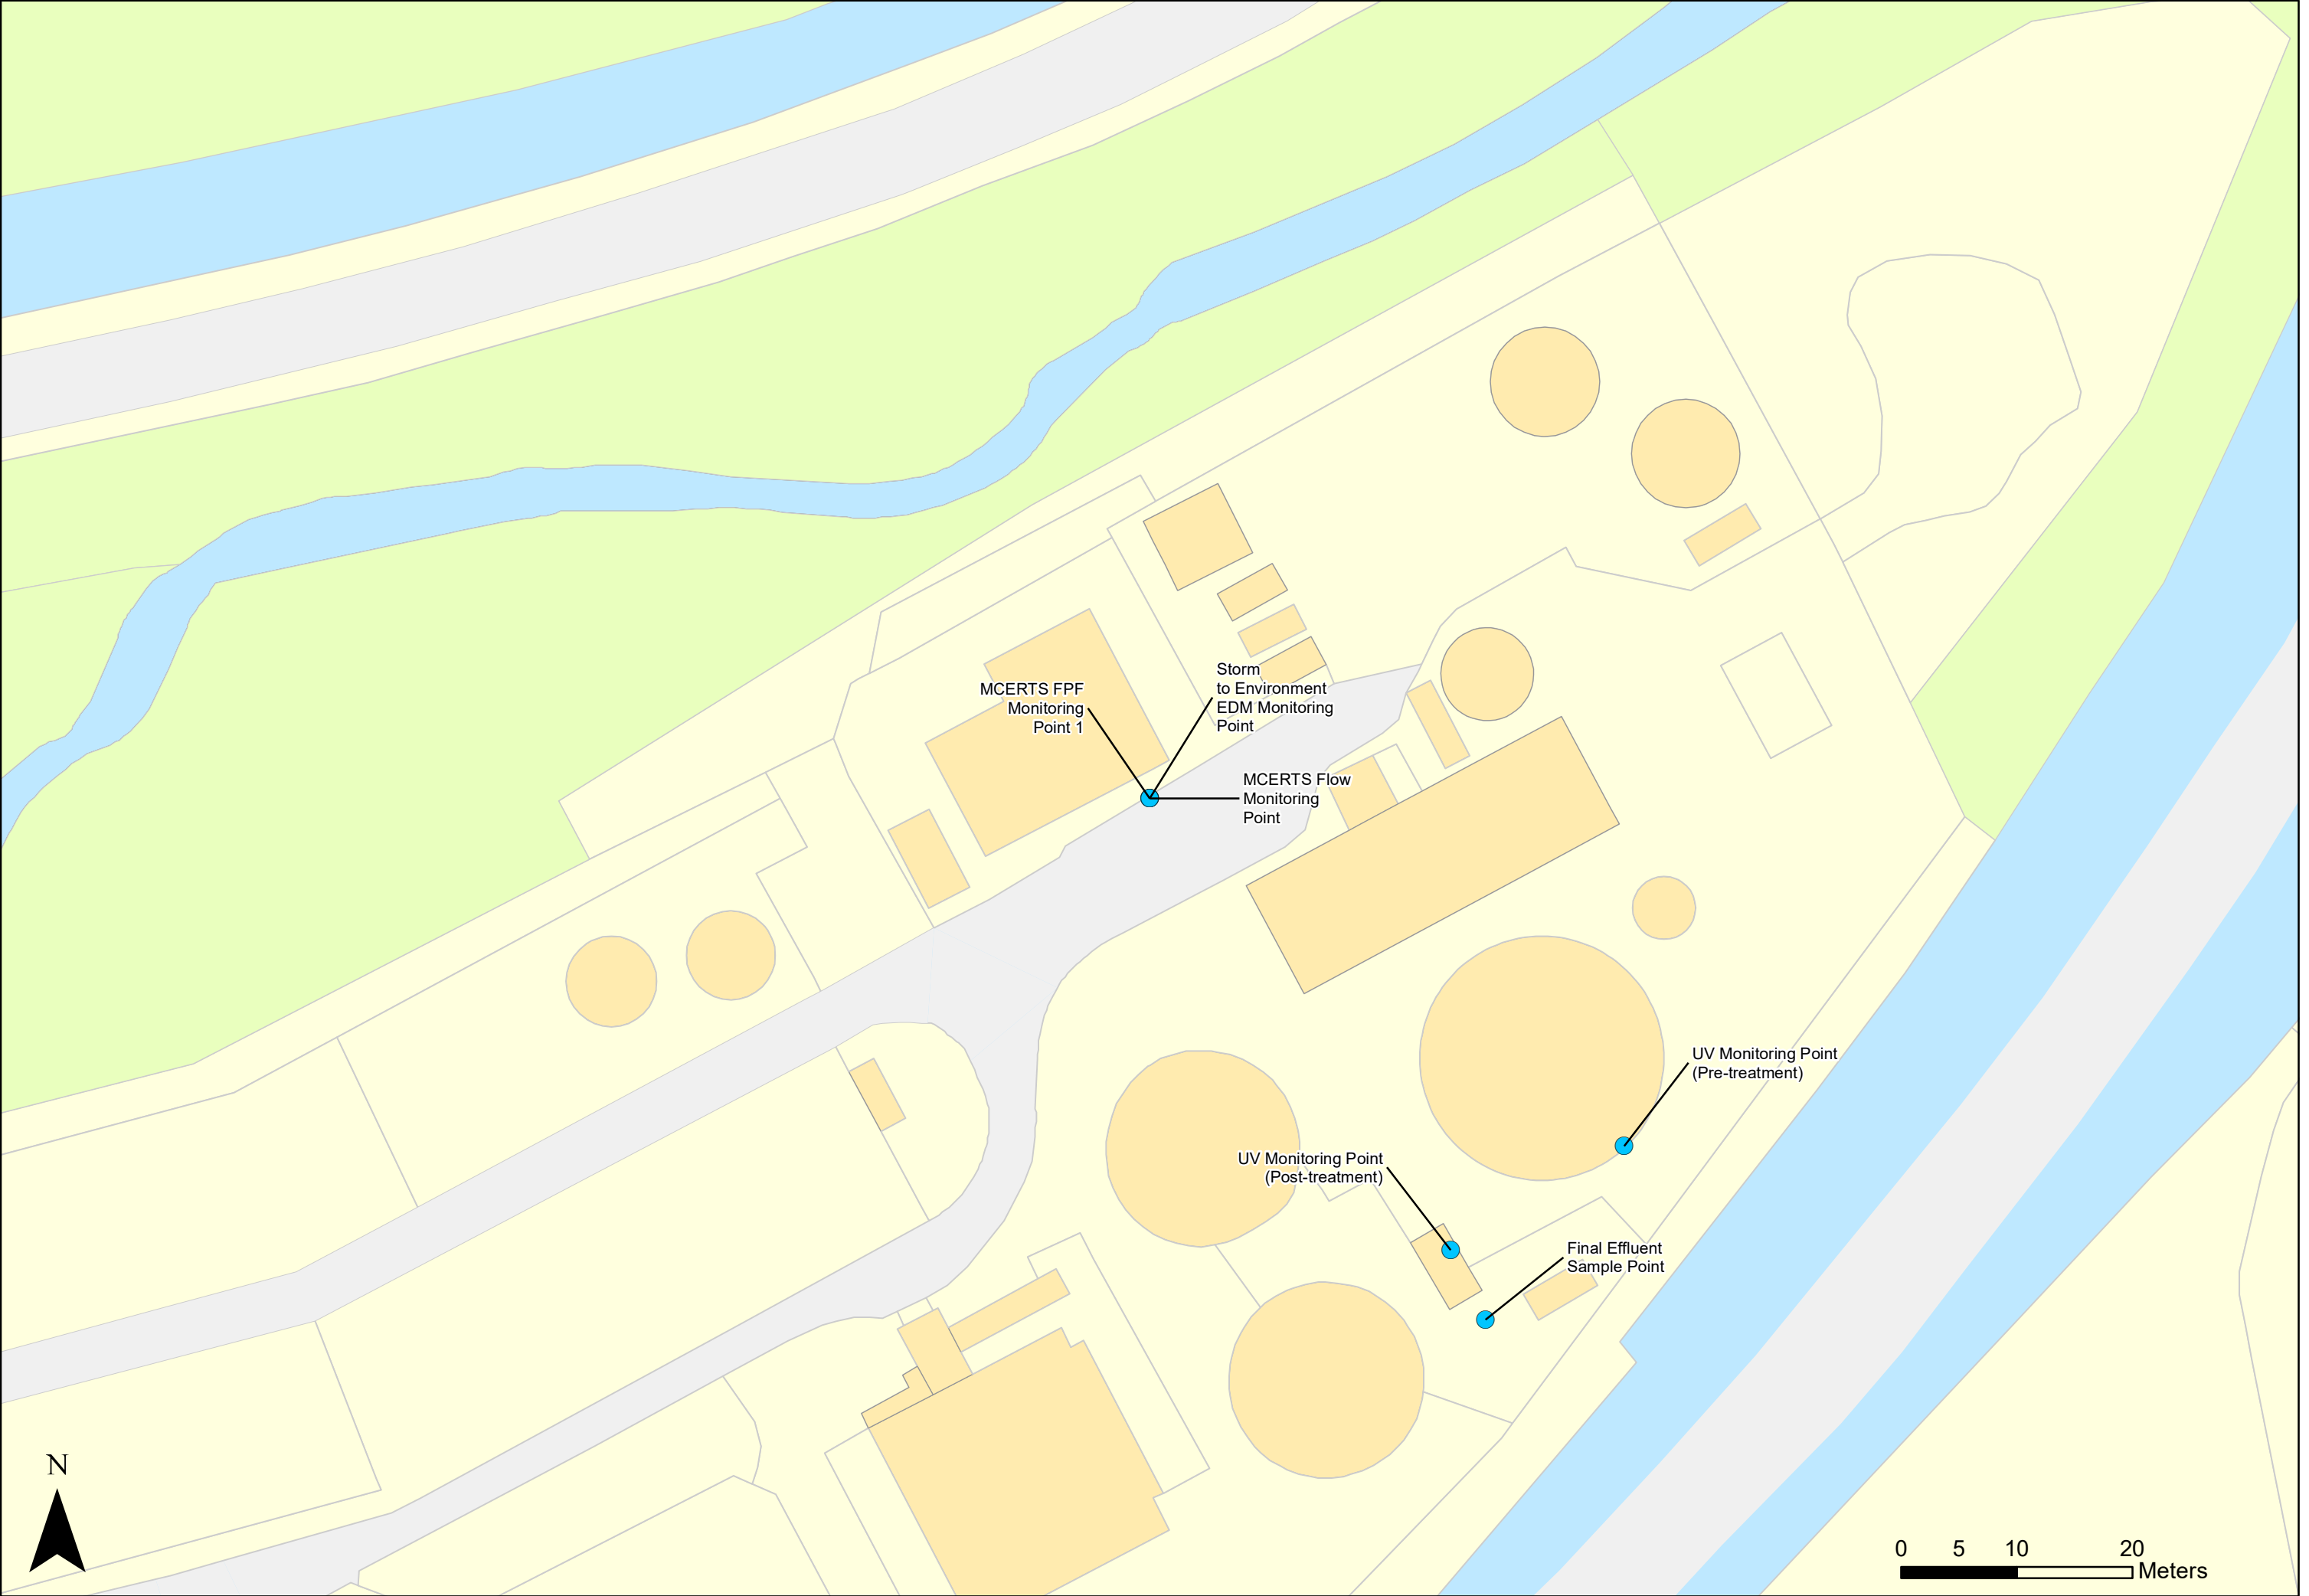 Storm
to Environment
EDM Monitoring
Point
MCERTS FPF
Monitoring
Point 1
MCERTS Flow
Monitoring
Point
UV Monitoring Point
(Pre-treatment)
UV Monitoring Point
(Post-treatment)
Final Effluent
Sample Point
N
0 5 10 20
Meters